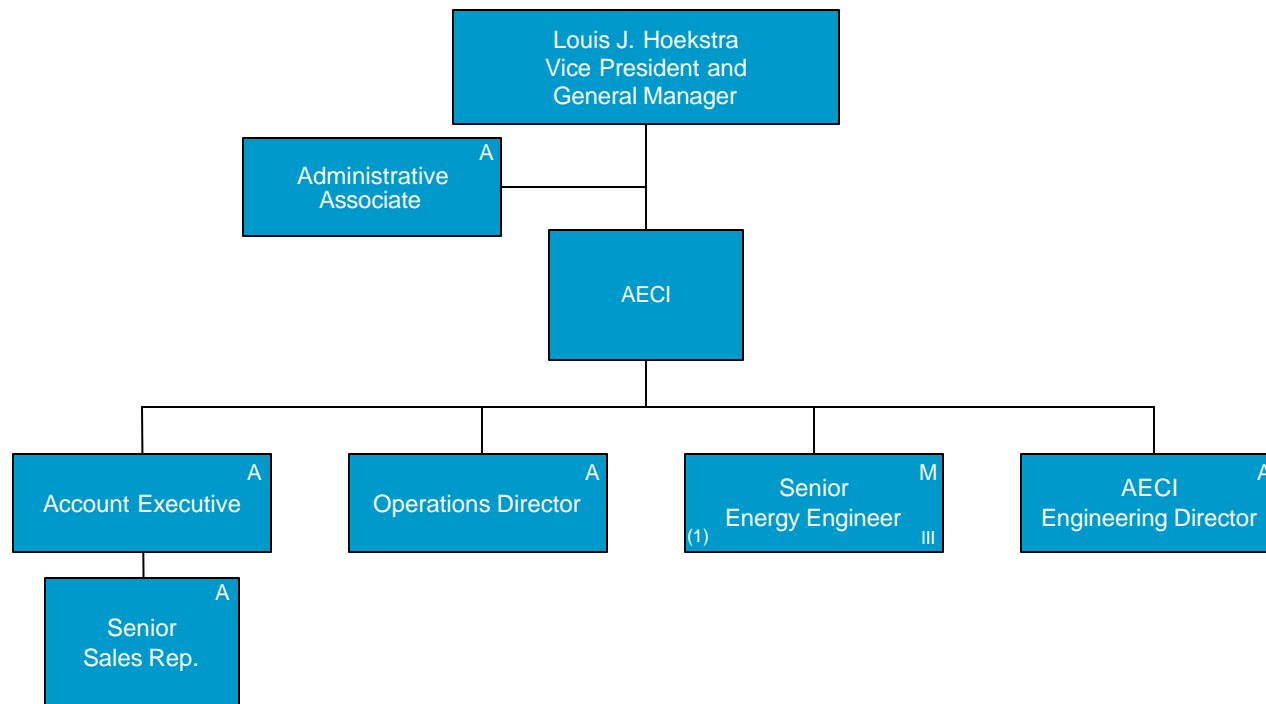 Louis J. Hoekstra
Vice President and
General Manager
A
Administrative
Associate
AECI
A
Account Executive
A
Operations Director
M
Senior
Energy Engineer
(1)
III
A
AECI
Engineering Director
A
Senior
Sales Rep.